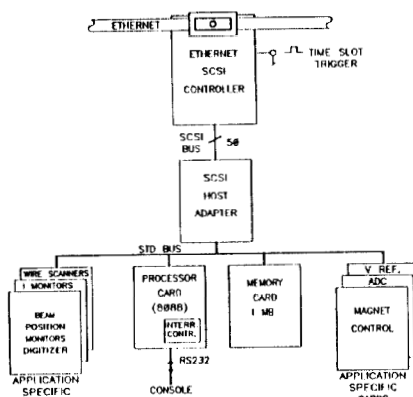 ETHERNET
ETHERNET
SCSI
CONTROLLER
TIME SLOT
TRIGGER
SCSI
BUS
50
SCSI
HOST
ADAPTER
STD BUS
WIRE SCANNERS
I MONITORS
BEAM
POSITION
MONITORS
DIGITIZER
APPLICATION
SPECIFIC
PROCESSOR
CARD
(8088)
INTERR
CONTR.
RS232
CONSOLE
MEMORY
CARD
1 MB
V REF.
ADC
MAGNET
CONTROL
APPLICATION
SPECIFIC